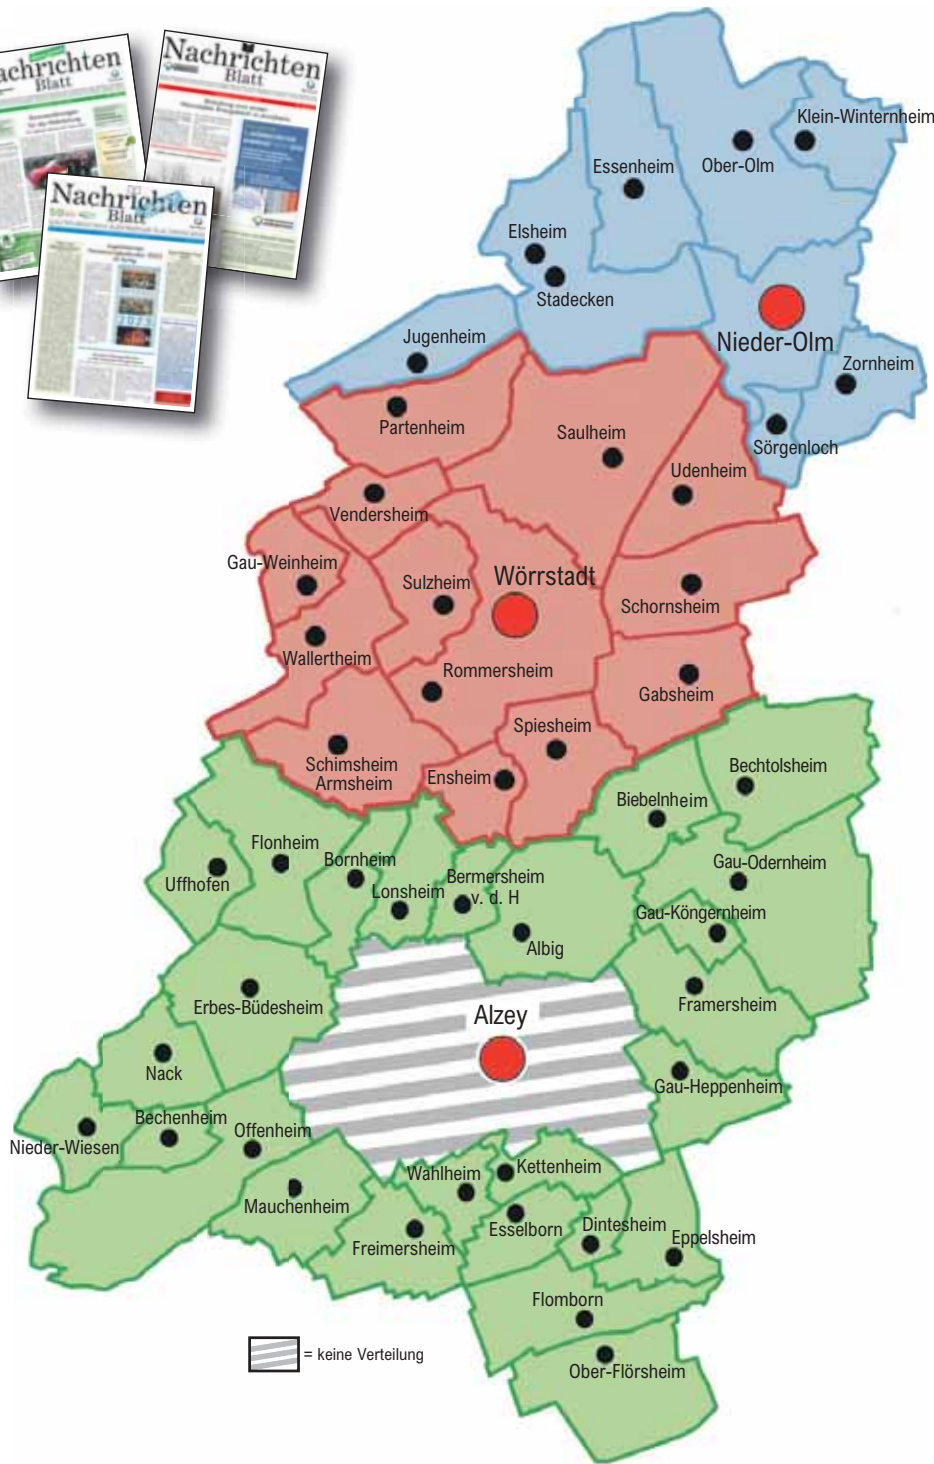 Nachrichten
Blatt
Nachrichten
Blatt
Nachrichten
Blatt
Klein-Winternheim
Ober-Olm
Essenheim
Elsheim
Stadecken
Nieder-Olm
Jugenheim
Zornheim
Partenheim
Saulheim
Sörgenloch
Udenheim
Vendersheim
Gau-Weinheim
Sulzheim
Wörrstadt
Schornsheim
Wallertheim
Rommersheim
Gabsheim
Spiesheim
Schimsheim
Armsheim
Ensheim
Bechtolsheim
Biebelnheim
Flonheim
Bornheim
Uffhofen
Lonsheim
Bermersheim
v. d. H
Gau-Odernheim
Gau-Köngernheim
Albig
Erbes-Büdesheim
Framersheim
Alzey
Nack
Gau-Heppenheim
Bechenheim
Offenheim
Nieder-Wiesen
Wahlheim
Kettenheim
Mauchenheim
Esselborn
Dintesheim
Eppelsheim
Freimersheim
Flomborn
= keine Verteilung
Ober-Flörsheim